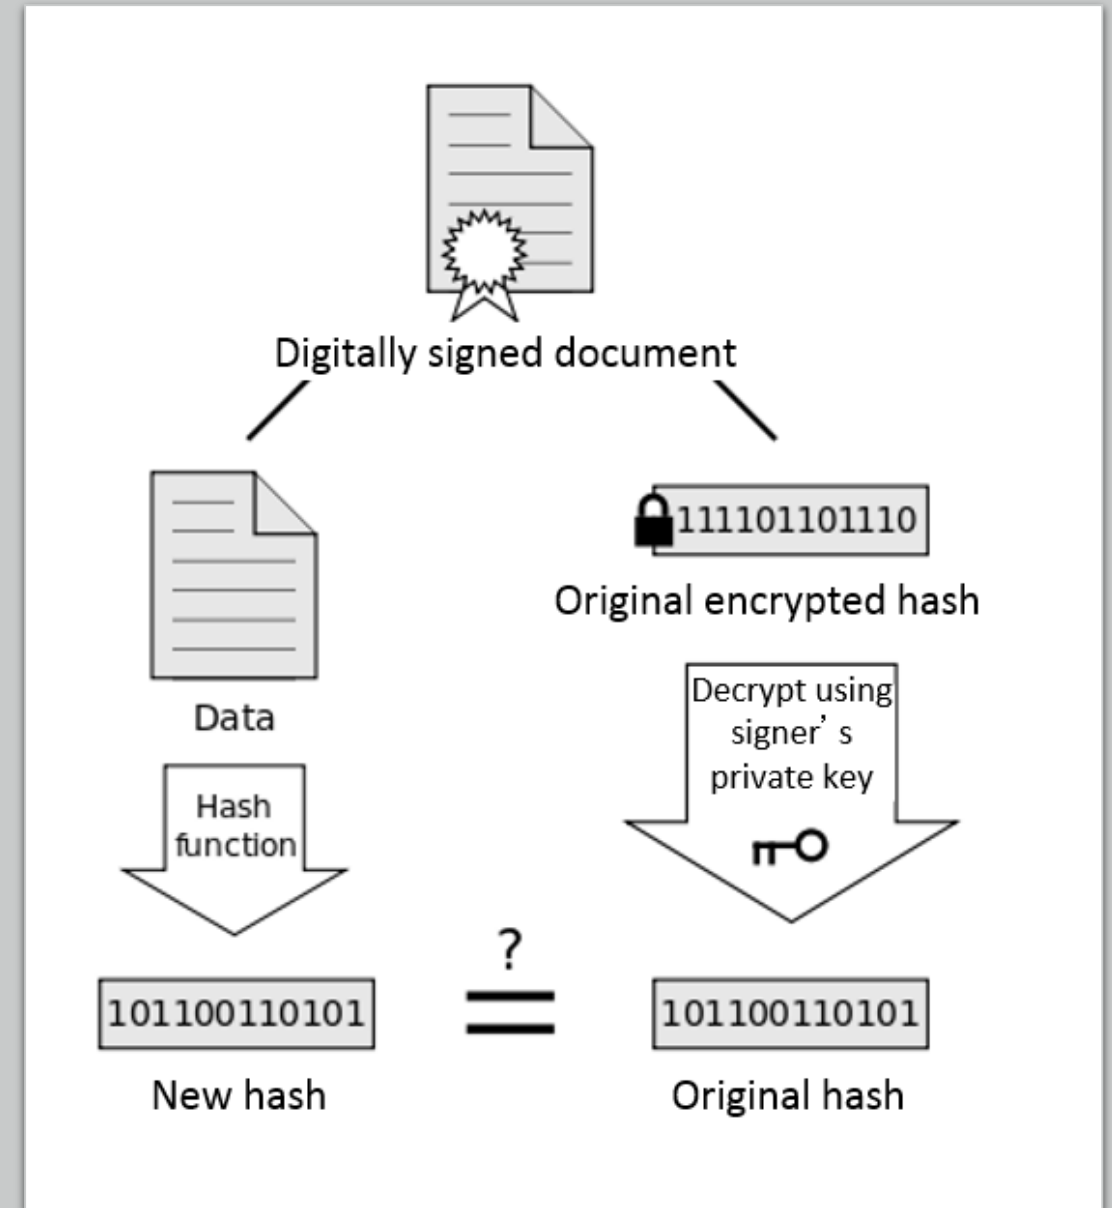 Digitally signed document
111101101110
Original encrypted hash
Data
Decrypt using
signer’ s
private key
Hash
function
?
101100110101
101100110101
New hash
Original hash